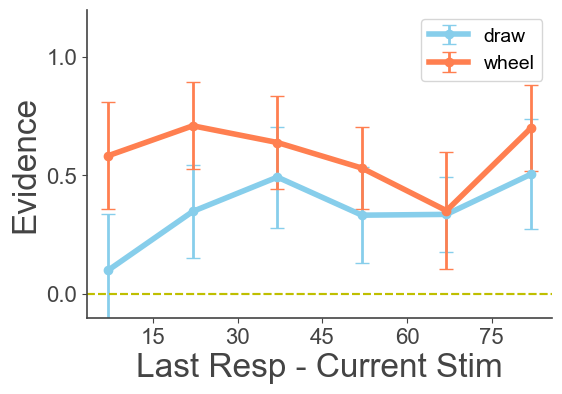 draw
wheel
Evidence
1.0
0.5
0.0
15 30 45 60 75
Last Resp - Current Stim